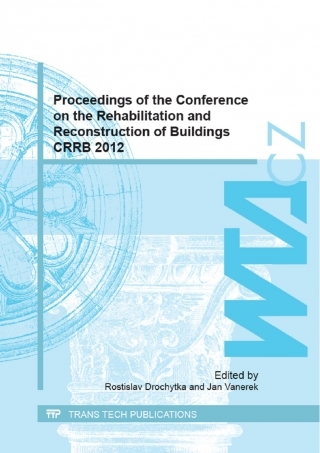 Proceedings of the Conference
on the Rehabilitation and
Reconstruction of Buildings
CRRB 2012
WTA CZ
Edited by
Rostislav Drochytka and Jan Vanerek
TTP TRANS TECH PUBLICATIONS